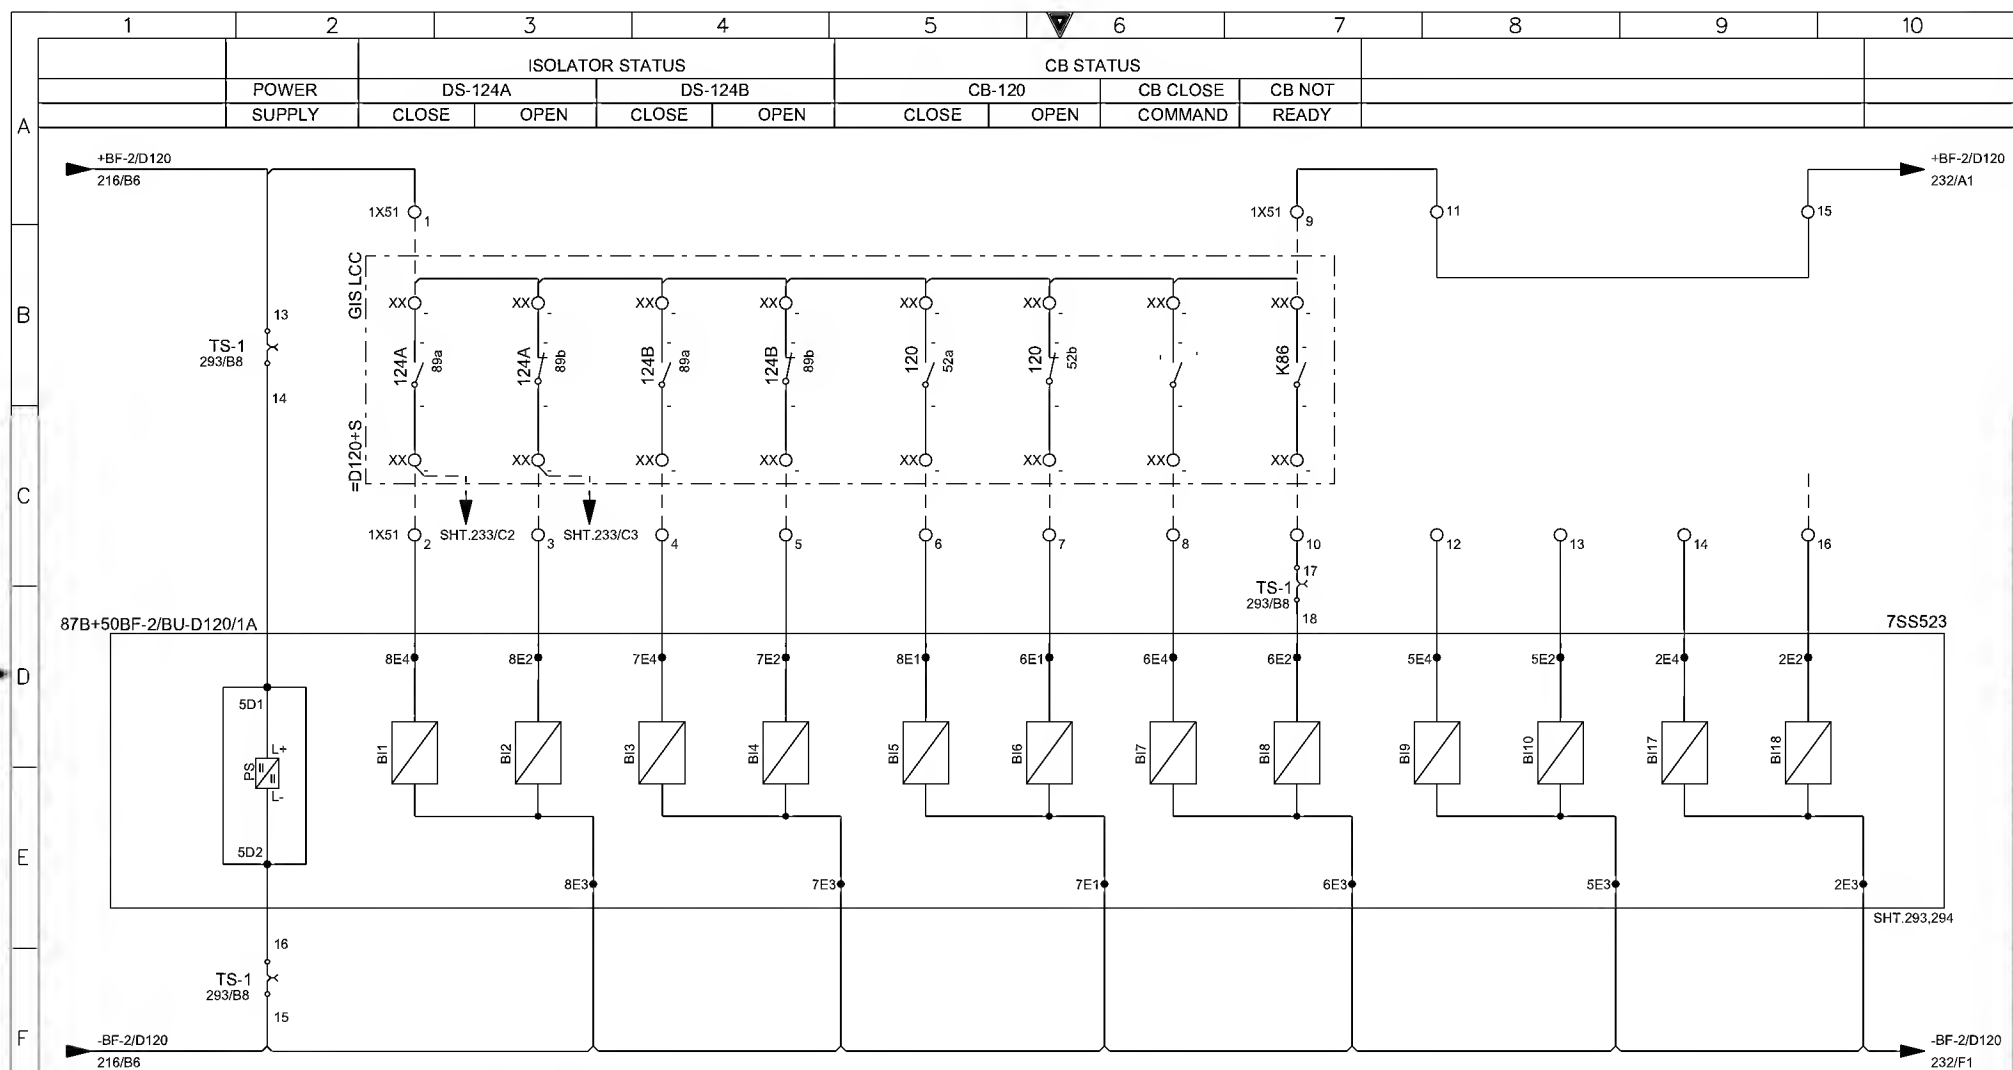 1 2 3 4 5 6 7 8 9 10
ISOLATOR STATUS CB STATUS
POWER DS-124A DS-124B CB-120 CB CLOSE CB NOT
SUPPLY CLOSE OPEN CLOSE OPEN CLOSE OPEN COMMAND READY
A
+BF-2/D120 +BF-2/D120
216/B6 232/A1
1X51 1 1X51 9 11 15
GIS LCC
B
XX XX XX XX XX XX XX XX
13
TS-1
293/B8
14
124A 89a 124A 89b 124B 89a 124B 89b 120 52a 120 52b K86
=D120+S
XX XX XX XX XX XX XX XX
C
1X51 2 SHT.233/C2 3 SHT.233/C3 4 5 6 7 8 10 12 13 14 16
17
TS-1
293/B8
18
87B+50BF-2/BU-D120/1A 7SS523
D
8E4 8E2 7E4 7E2 8E1 6E1 6E4 6E2 5E4 5E2 2E4 2E2
5D1
L+
PS
L-
BI1 BI2 BI3 BI4 BI5 BI6 BI7 BI8 BI9 BI10 BI17 BI18
E
5D2
8E3 7E3 7E1 6E3 5E3 2E3
SHT.293,294
16
TS-1
293/B8
15
F
-BF-2/D120 -BF-2/D120
216/B6 232/F1